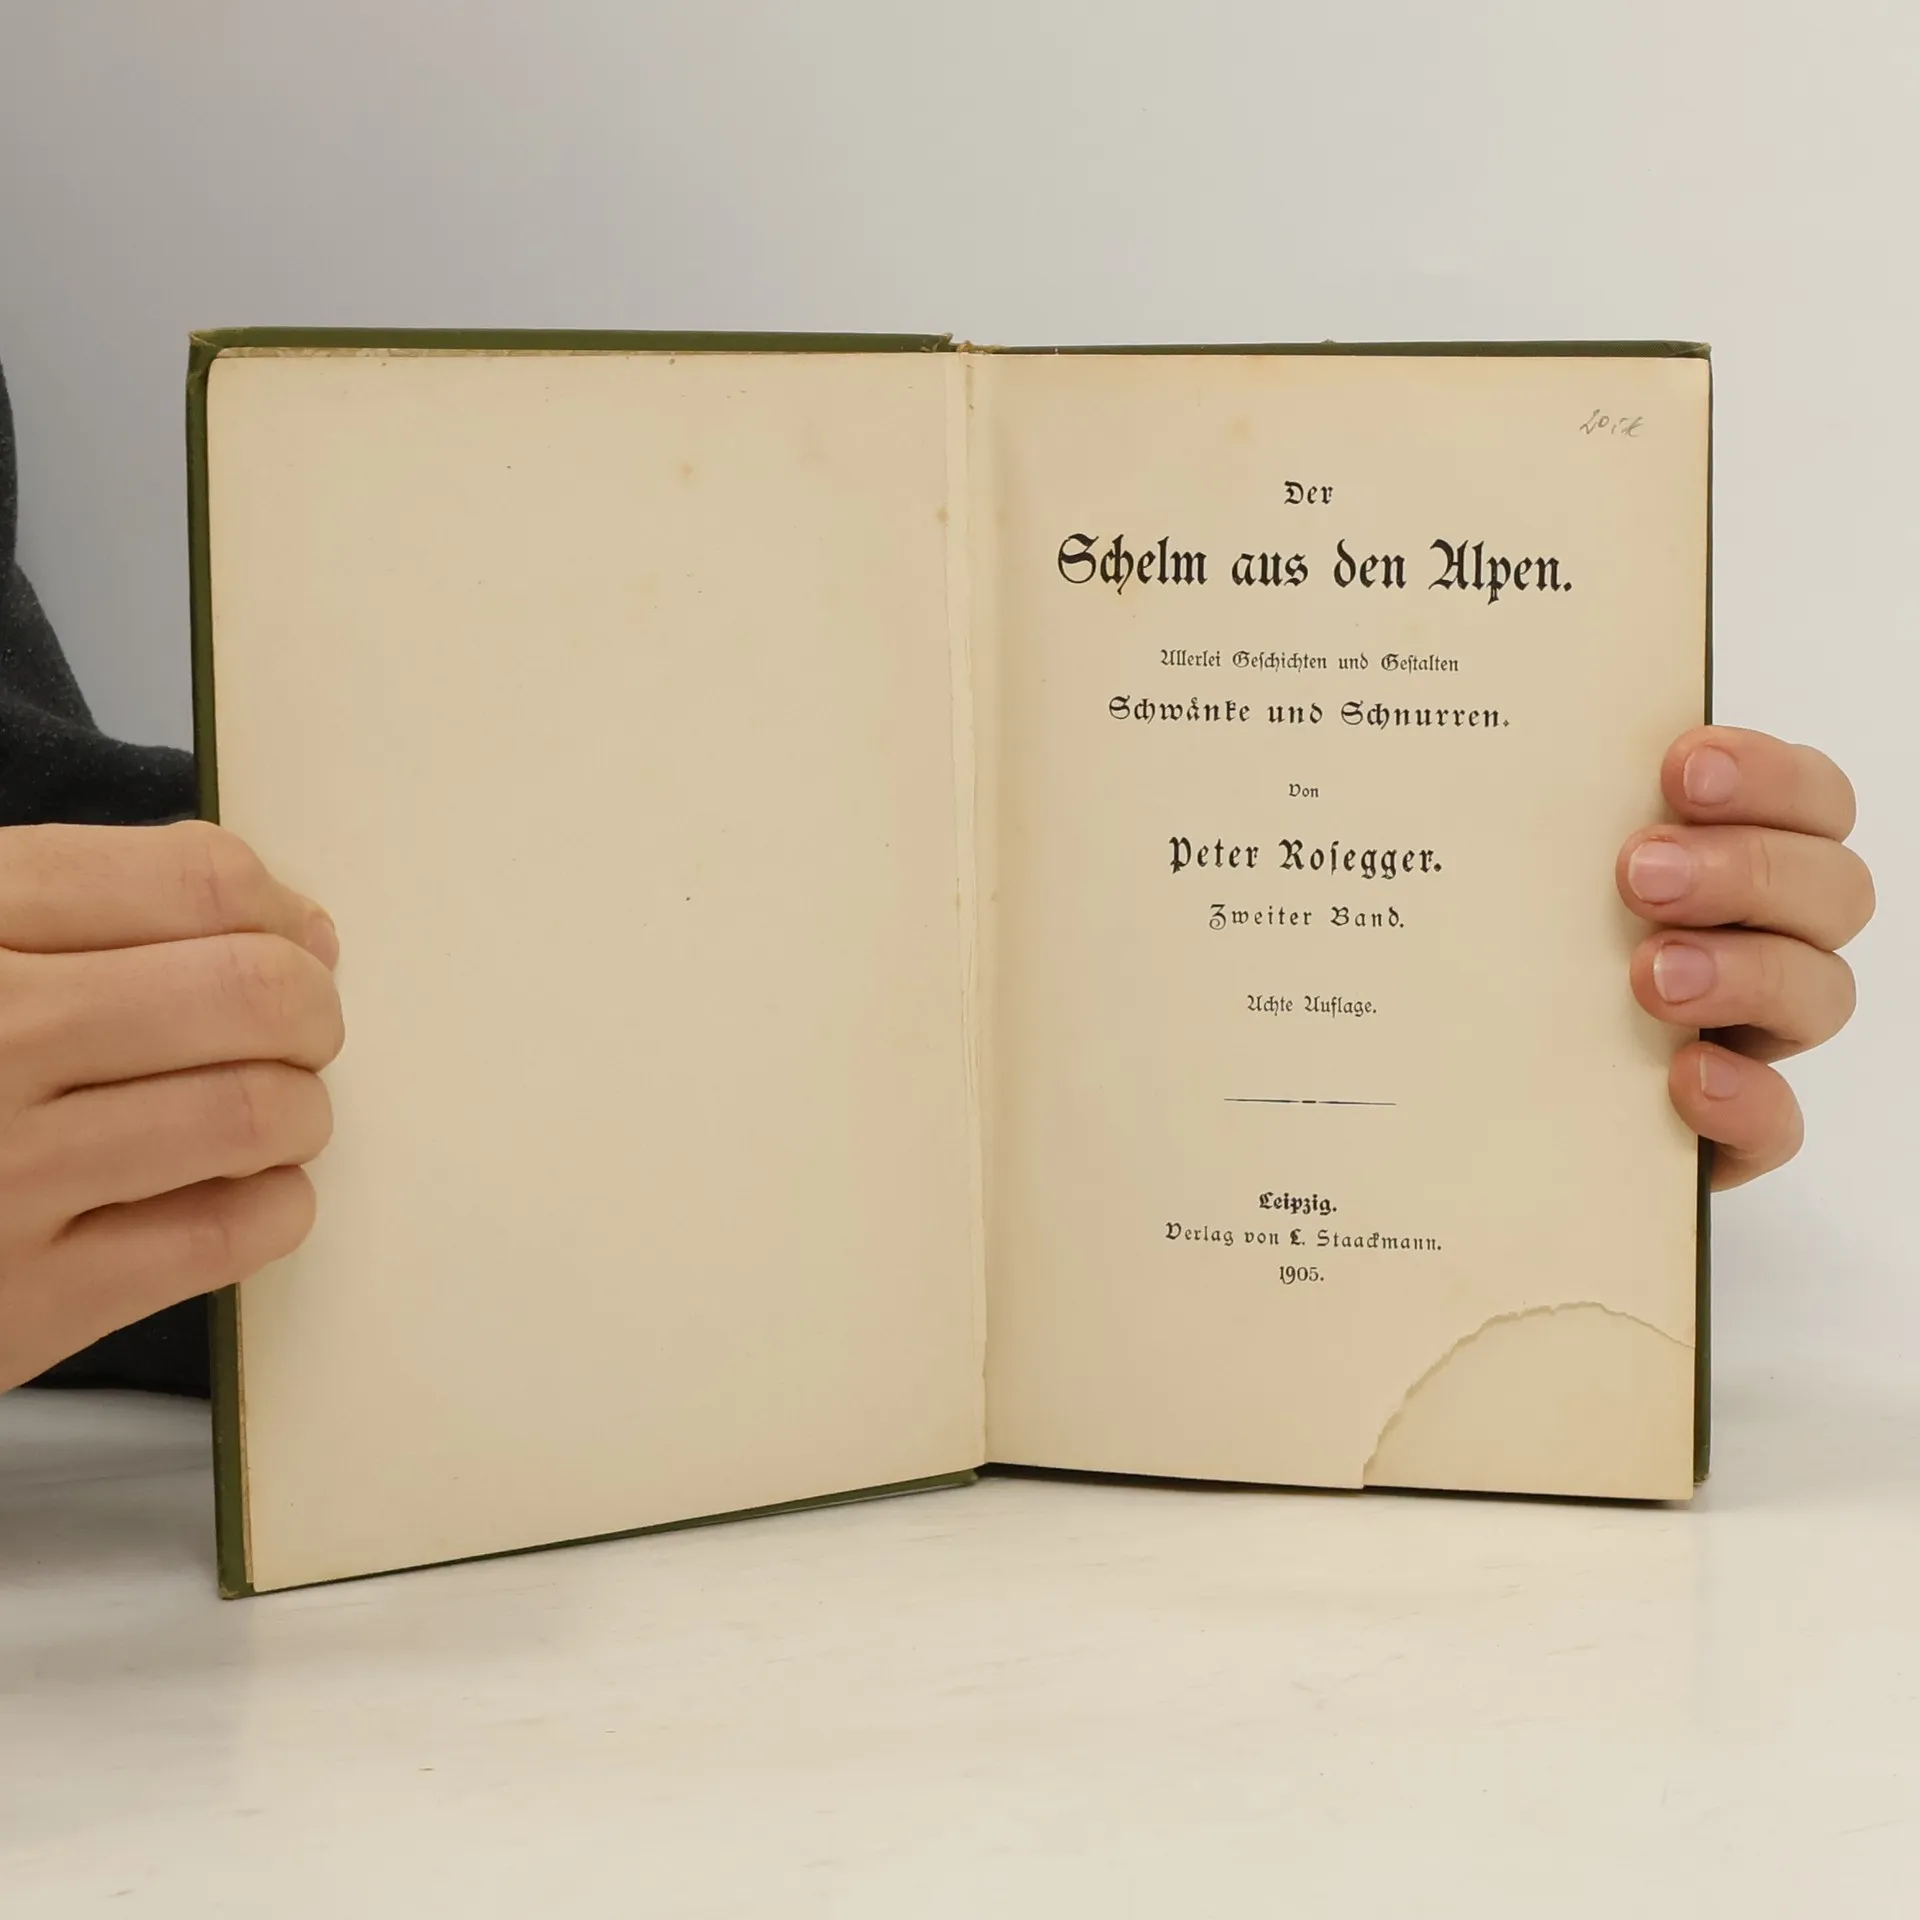 Der
Schelm aus den Alpen.
Allerlei Geſchichten und Geſtalten
Schwänke und Schnurren.
Von
Peter Roſegger.
Zweiter Band.
Achte Auflage.
Leipzig.
Verlag von L. Staackmann.
1905.